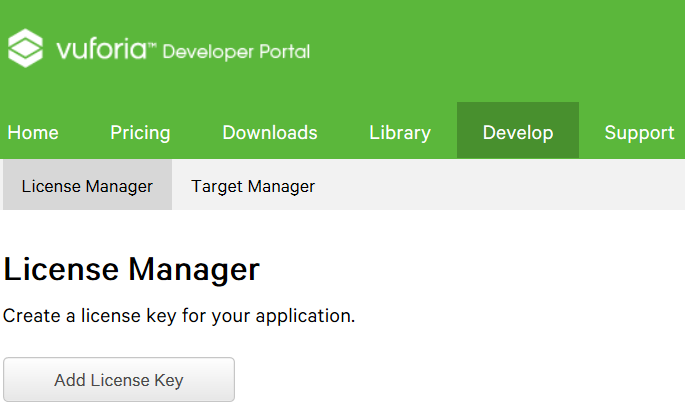 vuforia™ Developer Portal
Home Pricing Downloads Library Develop Support
License Manager Target Manager
License Manager
Create a license key for your application.
Add License Key